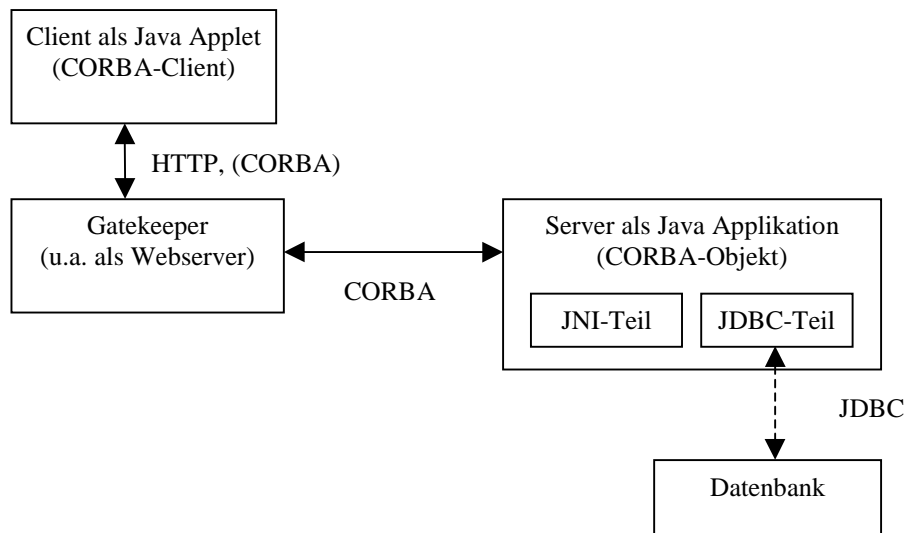 Client als Java Applet
(CORBA-Client)
HTTP, (CORBA)
Gatekeeper
(u.a. als Webserver)
CORBA
Server als Java Applikation
(CORBA-Objekt)
JNI-Teil
JDBC-Teil
JDBC
Datenbank